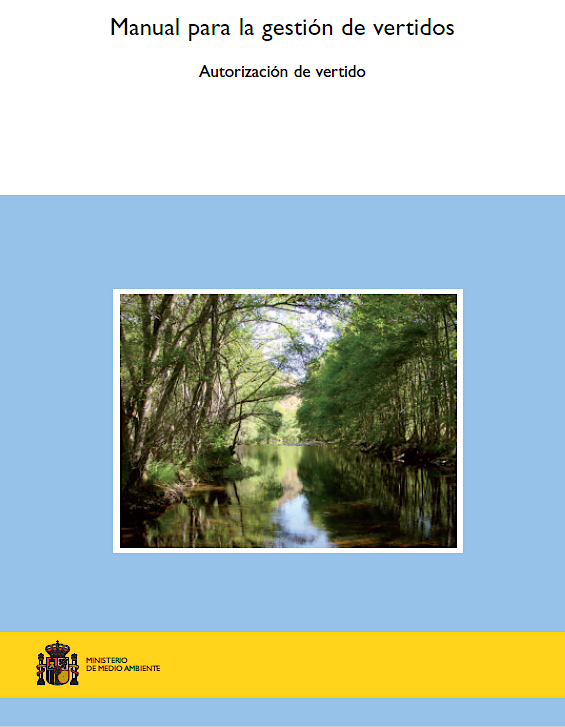 Manual para la gestión de vertidos
Autorización de vertido
MINISTERIO
DE MEDIO AMBIENTE